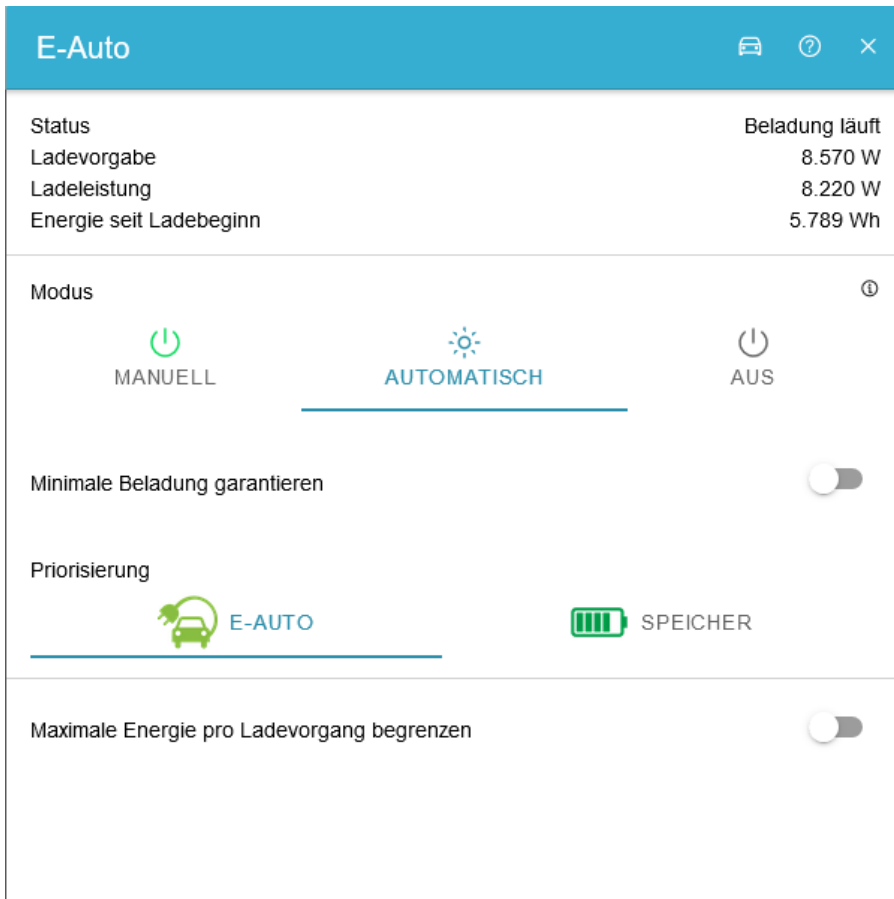 E-Auto
Status Beladung läuft
Ladevorgabe 8.570 W
Ladeleistung 8.220 W
Energie seit Ladebeginn 5.789 Wh
Modus
MANUELL AUTOMATISCH AUS
Minimale Beladung garantieren
Priorisierung
E-AUTO SPEICHER
Maximale Energie pro Ladevorgang begrenzen